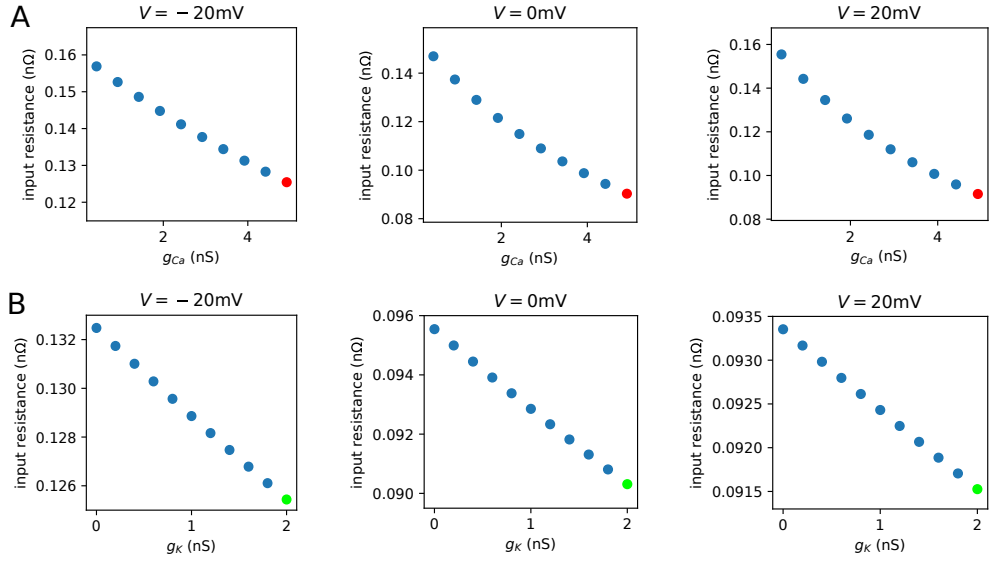 A
V = − 20mV
input resistance (nΩ)
0.16
0.15
0.14
0.13
0.12
2
4
g_Ca (nS)
V = 0mV
input resistance (nΩ)
0.14
0.12
0.10
0.08
2
4
g_Ca (nS)
V = 20mV
input resistance (nΩ)
0.16
0.14
0.12
0.10
0.08
2
4
g_Ca (nS)
B
V = − 20mV
input resistance (nΩ)
0.132
0.130
0.128
0.126
0
1
2
g_K (nS)
V = 0mV
input resistance (nΩ)
0.096
0.094
0.092
0.090
0
1
2
g_K (nS)
V = 20mV
input resistance (nΩ)
0.0935
0.0930
0.0925
0.0920
0.0915
0
1
2
g_K (nS)